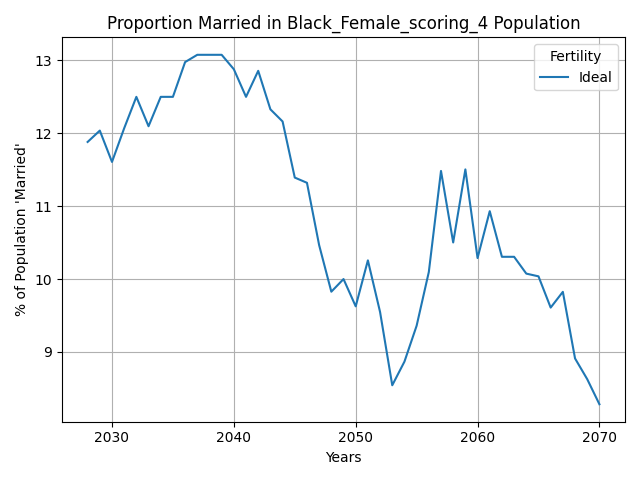 Proportion Married in Black_Female_scoring_4 Population
Fertility
Ideal
% of Population 'Married'
13
12
11
10
9
2030 2040 2050 2060 2070
Years